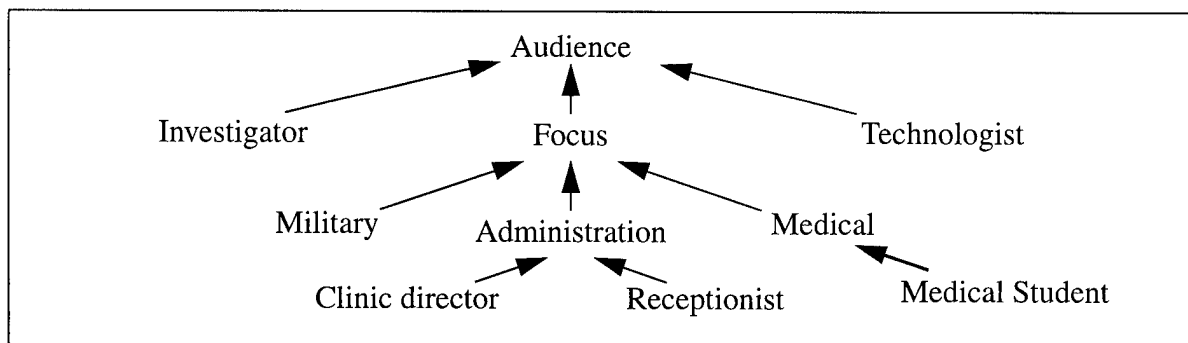 Audience
Investigator
Focus
Technologist
Military
Administration
Medical
Clinic director
Receptionist
Medical Student